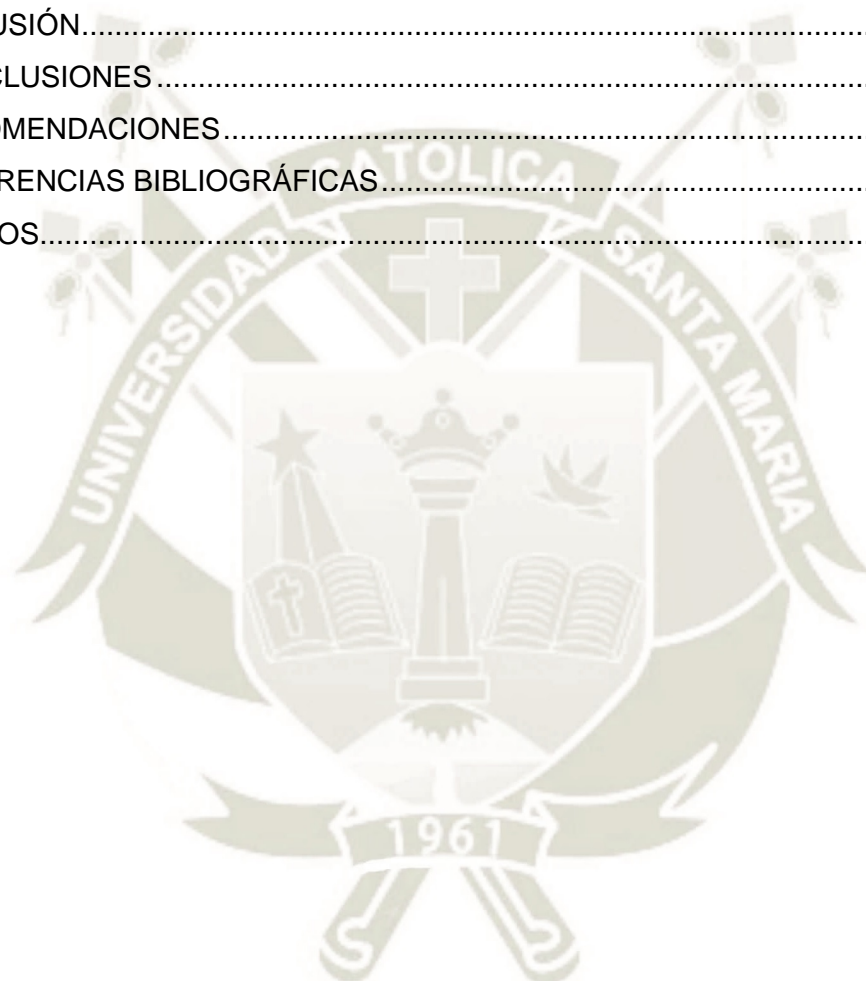 USIÓN
CLUSIONES
OMENDACIONES
RENCIAS BIBLIOGRÁFICAS
OS
UNIVERSIDAD CATOLICA SANTA MARIA
1961